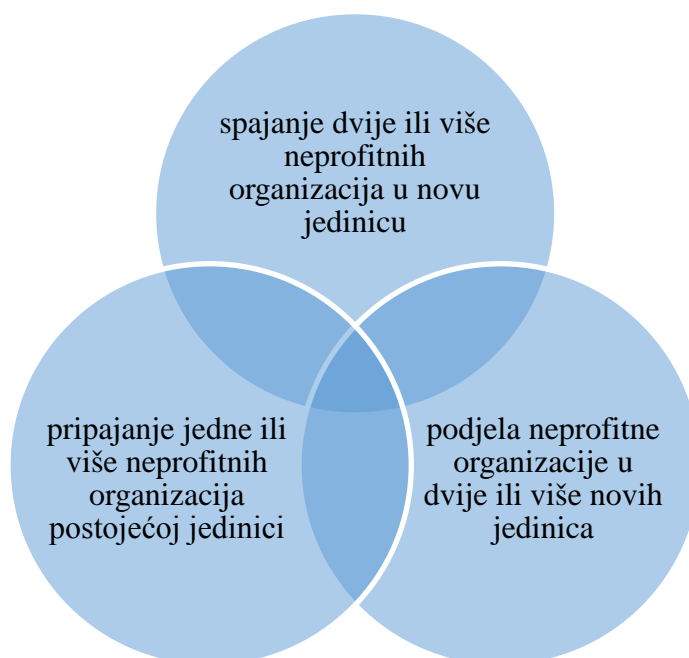 spajanje dvije ili više
neprofitnih
organizacija u novu
jedinicu
pripajanje jedne ili
više neprofitnih
organizacija
postojećoj jedinici
podjela neprofitne
organizacije u
dvije ili više novih
jedinica